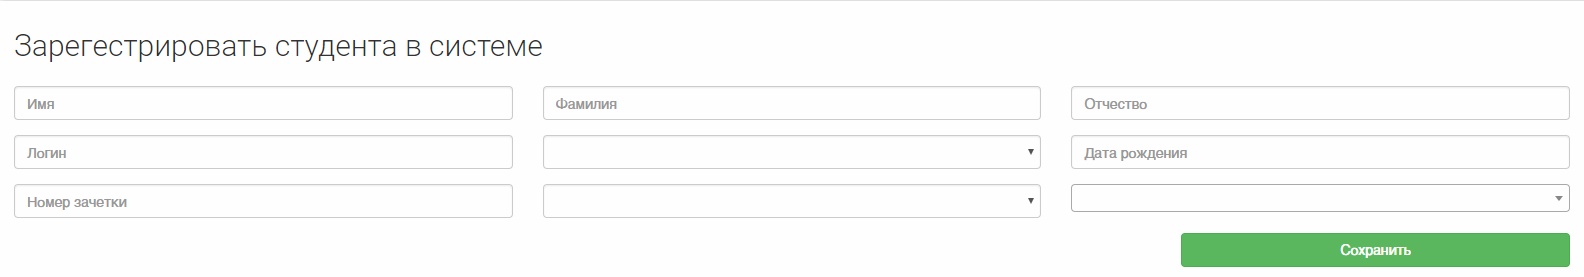 Зарегестрировать студента в системе
Имя
Фамилия
Отчество
Логин
Дата рождения
Номер зачетки
Сохранить